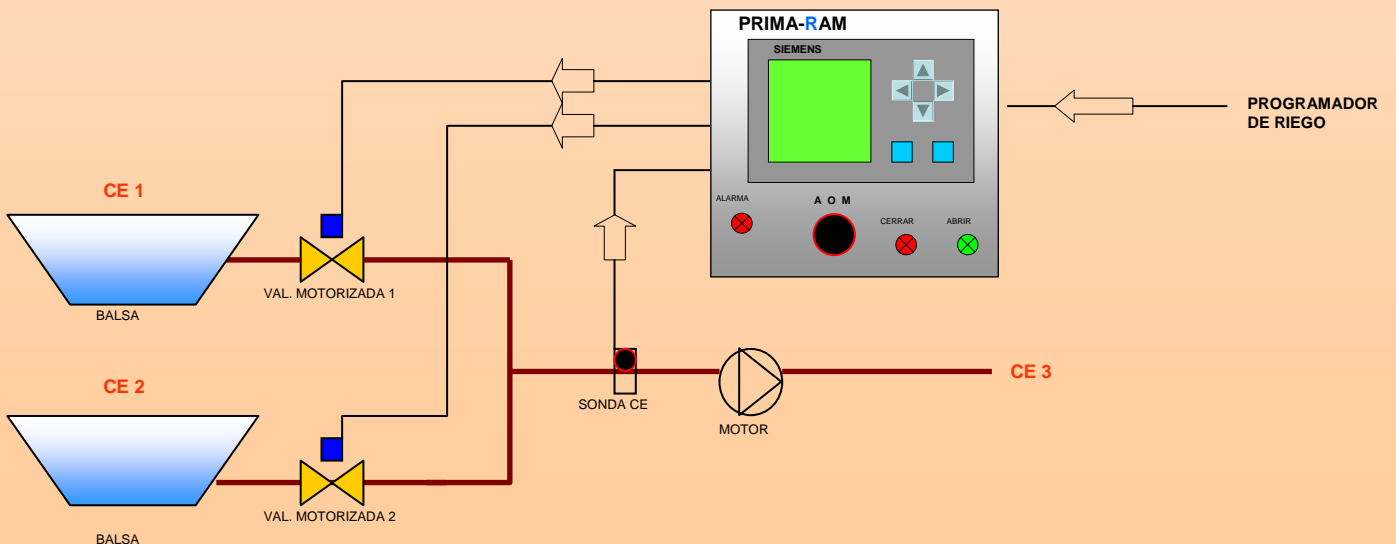 PRIMA-RAM
SIEMENS
PROGRAMADOR
DE RIEGO
ALARMA
A O M
CERRAR
ABRIR
CE 1
BALSA
VAL. MOTORIZADA 1
CE 2
BALSA
VAL. MOTORIZADA 2
SONDA CE
MOTOR
CE 3